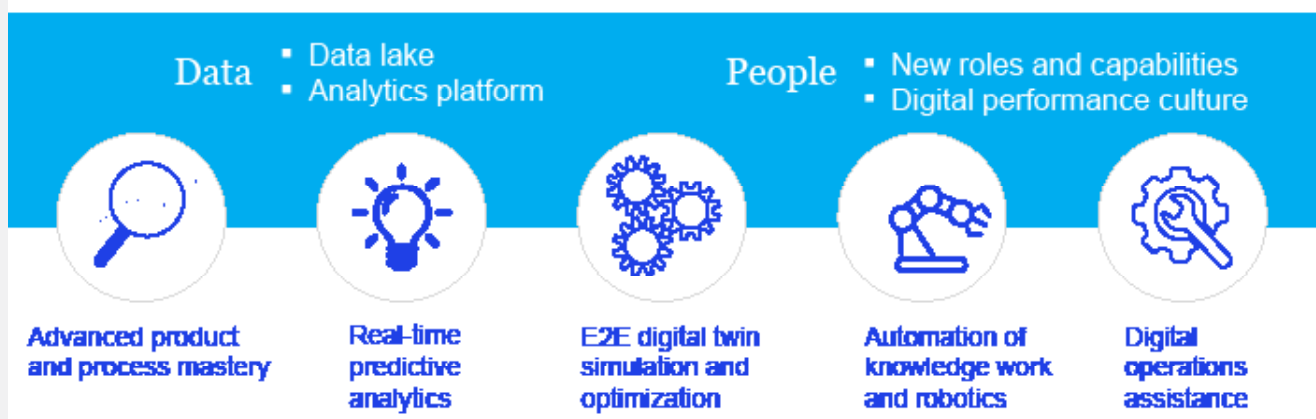 Data
▪ Data lake
▪ Analytics platform
People
▪ New roles and capabilities
▪ Digital performance culture
Advanced product
and process mastery
Real-time
predictive
analytics
E2E digital twin
simulation and
optimization
Automation of
knowledge work
and robotics
Digital
operations
assistance